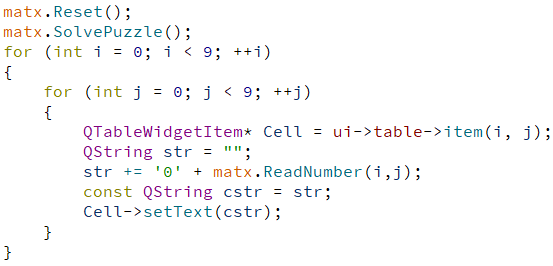 matx.Reset();
matx.SolvePuzzle();
for (int i = 0; i < 9; ++i)
{
    for (int j = 0; j < 9; ++j)
    {
        QTableWidgetItem* Cell = ui->table->item(i, j);
        QString str = "";
        str += '0' + matx.ReadNumber(i,j);
        const QString cstr = str;
        Cell->setText(cstr);
    }
}